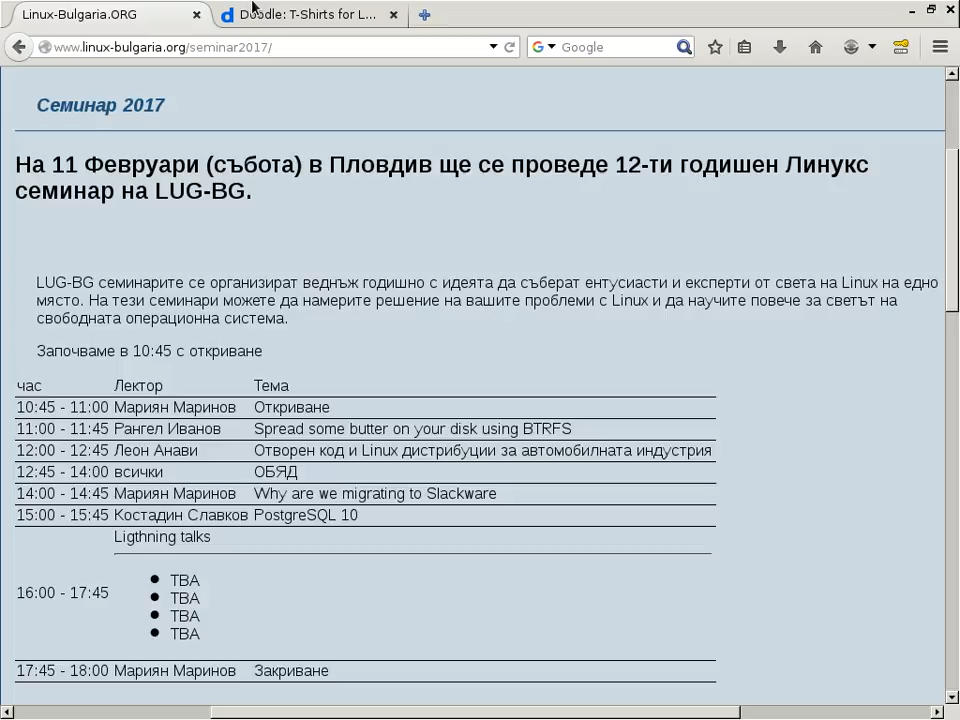 Linux-Bulgaria.ORG
Doodle: T-Shirts for L...
www.linux-bulgaria.org/seminar2017/
Google
Семинар 2017
На 11 Февруари (събота) в Пловдив ще се проведе 12-ти годишен Линукс
семинар на LUG-BG.
LUG-BG семинарите се организират веднъж годишно с идеята да съберат ентусиасти и експерти от света на Linux на едно
място. На тези семинари можете да намерите решение на вашите проблеми с Linux и да научите повече за светът на
свободната операционна система.
Започваме в 10:45 с откриване
час Лектор Тема
10:45 - 11:00 Мариян Маринов Откриване
11:00 - 11:45 Рангел Иванов Spread some butter on your disk using BTRFS
12:00 - 12:45 Леон Анави Отворен код и Linux дистрибуции за автомобилната индустрия
12:45 - 14:00 всички ОБЯД
14:00 - 14:45 Мариян Маринов Why are we migrating to Slackware
15:00 - 15:45 Костадин Славков PostgreSQL 10
Ligthning talks
16:00 - 17:45
TBA
TBA
TBA
TBA
17:45 - 18:00 Мариян Маринов Закриване